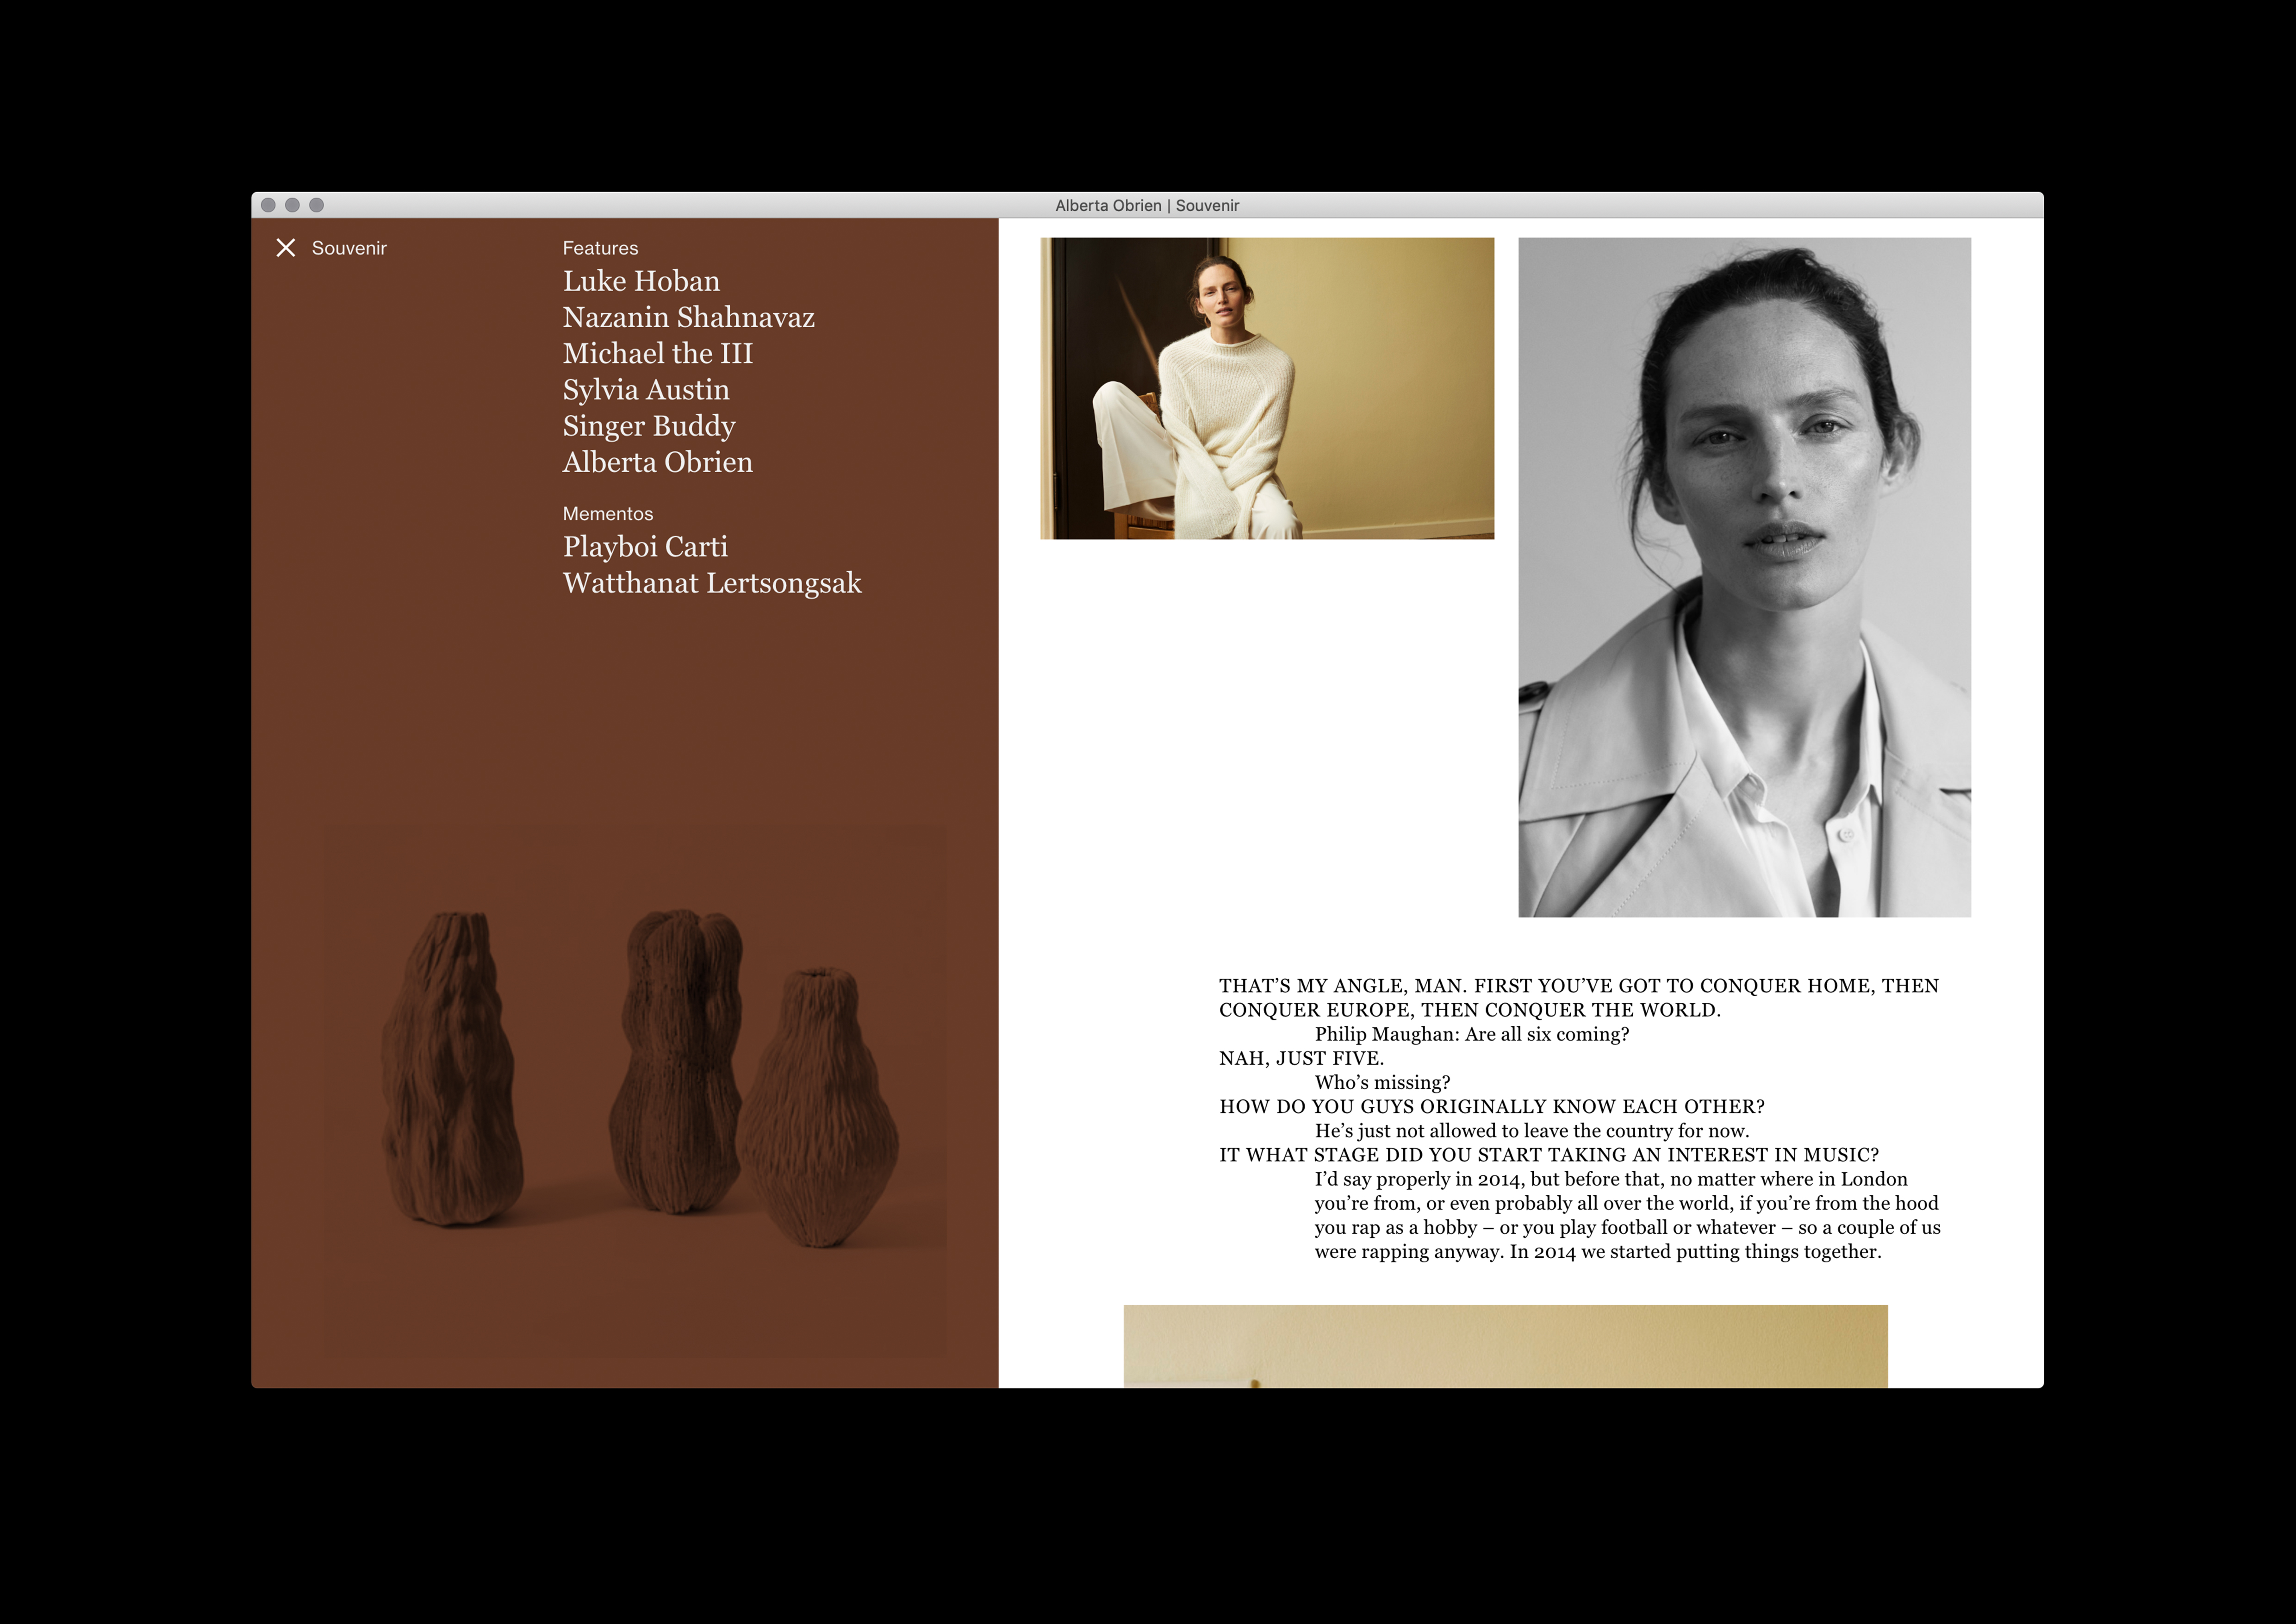 Alberta Obrien | Souvenir
Souvenir
Features
Luke Hoban
Nazanin Shahnavaz
Michael the III
Sylvia Austin
Singer Buddy
Alberta Obrien
Mementos
Playboi Carti
Watthanat Lertsongsak
THAT’S MY ANGLE, MAN. FIRST YOU’VE GOT TO CONQUER HOME, THEN
CONQUER EUROPE, THEN CONQUER THE WORLD.
Philip Maughan: Are all six coming?
NAH, JUST FIVE.
Who’s missing?
HOW DO YOU GUYS ORIGINALLY KNOW EACH OTHER?
He’s just not allowed to leave the country for now.
IT WHAT STAGE DID YOU START TAKING AN INTEREST IN MUSIC?
I’d say properly in 2014, but before that, no matter where in London
you’re from, or even probably all over the world, if you’re from the hood
you rap as a hobby – or you play football or whatever – so a couple of us
were rapping anyway. In 2014 we started putting things together.